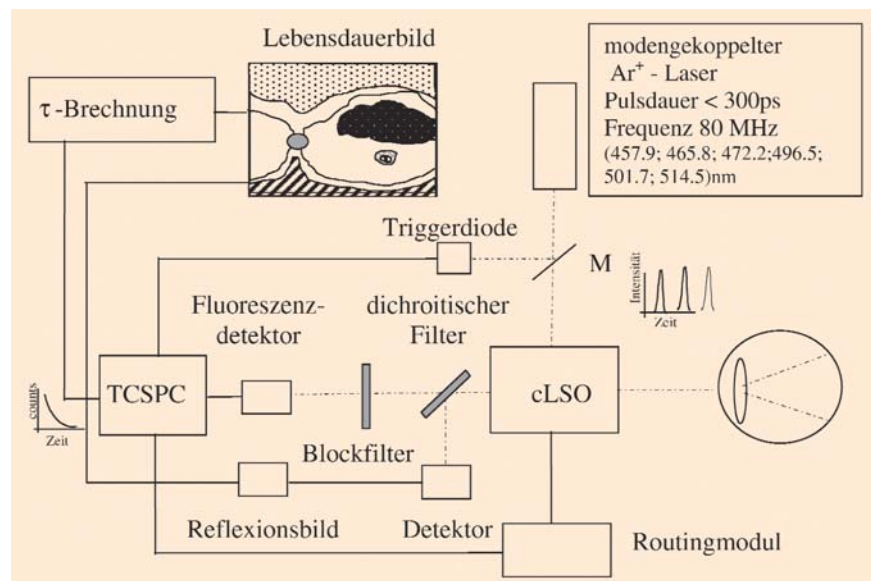 Lebensdauerbild
τ-Brechnung
modengekoppelter
Ar⁺ - Laser
Pulsdauer < 300ps
Frequenz 80 MHz
(457.9; 465.8; 472.2;496.5;
501.7; 514.5)nm
Triggerdiode
M
Intensität
Zeit
Fluoreszenz-
detektor
dichroitischer
Filter
TCSPC
cLSO
counts
Zeit
Blockfilter
Reflexionsbild
Detektor
Routingmodul